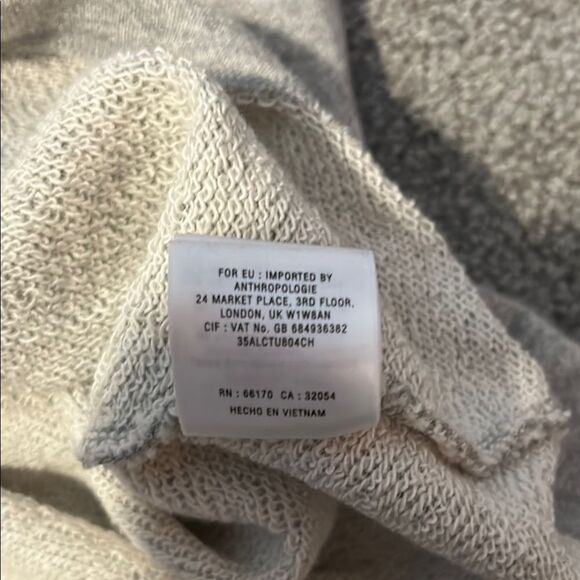 FOR EU : IMPORTED BY
ANTHROPOLOGIE
24 MARKET PLACE, 3RD FLOOR,
LONDON, UK W1W8AN
CIF : VAT No. GB 684936382
35ALCTU804CH
RN : 66170 CA : 32054
HECHO EN VIETNAM